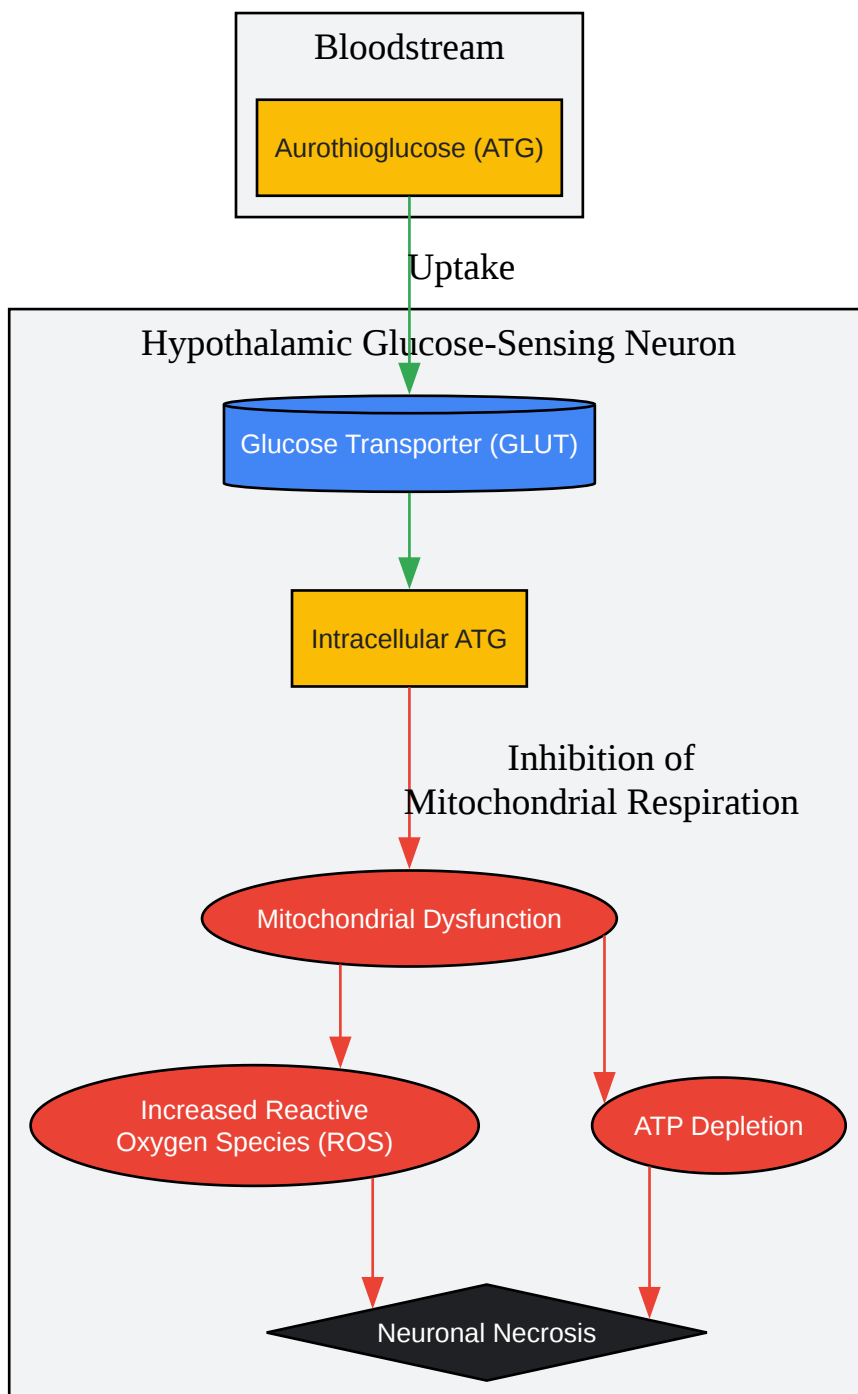 Bloodstream
Aurothioglucose (ATG)
Uptake
Hypothalamic Glucose-Sensing Neuron
Glucose Transporter (GLUT)
Intracellular ATG
Inhibition of
Mitochondrial Respiration
Mitochondrial Dysfunction
Increased Reactive
Oxygen Species (ROS)
ATP Depletion
Neuronal Necrosis